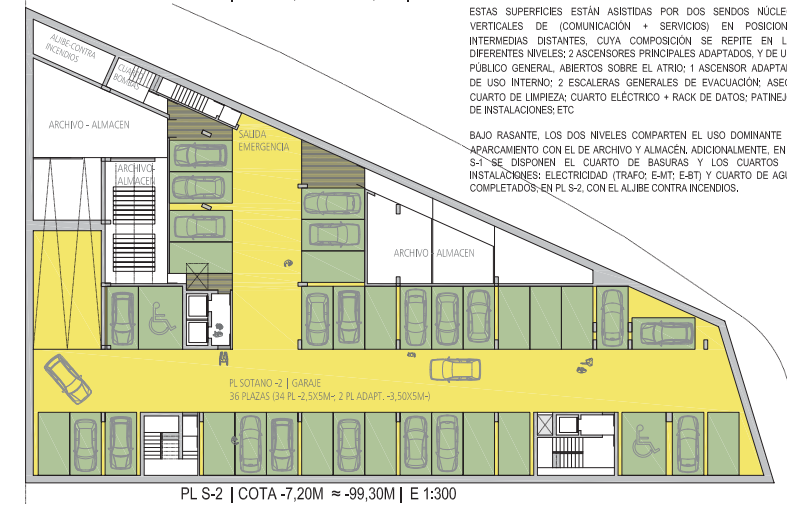 ESTAS SUPERFICIES ESTÁN ASISTIDAS POR DOS SENDOS NÚCLE
VERTICALES DE (COMUNICACIÓN + SERVICIOS) EN POSICION
INTERMEDIAS DISTANTES, CUYA COMPOSICIÓN SE REPITE EN L
DIFERENTES NIVELES; 2 ASCENSORES PRINCIPALES ADAPTADOS, Y DE U
PÚBLICO GENERAL, ABIERTOS SOBRE EL ATRIO; 1 ASCENSOR ADAPTA
DE USO INTERNO; 2 ESCALERAS GENERALES DE EVACUACIÓN; ASE
CUARTO DE LIMPIEZA; CUARTO ELÉCTRICO + RACK DE DATOS; PATINEJ
DE INSTALACIONES; ETC
BAJO RASANTE, LOS DOS NIVELES COMPARTEN EL USO DOMINANTE
APARCAMIENTO CON EL DE ARCHIVO Y ALMACÉN. ADICIONALMENTE, EN
S-1 SE DISPONEN EL CUARTO DE BASURAS Y LOS CUARTOS
INSTALACIONES: ELECTRICIDAD (TRAFO; E-MT; E-BT) Y CUARTO DE AGU
COMPLETADOS, EN PL S-2, CON EL ALJIBE CONTRA INCENDIOS.
ALJIBE-CONTRA
INCENDIOS
CUARTO
BOMBAS
ARCHIVO - ALMACEN
SALIDA
EMERGENCIA
ARCHIVO-
ALMACEN
ARCHIVO - ALMACEN
PL SOTANO -2 | GARAJE
36 PLAZAS (34 PL -2,5X5M-; 2 PL ADAPT. -3,50X5M-)
PL S-2 | COTA -7,20M ≈ -99,30M | E 1:300